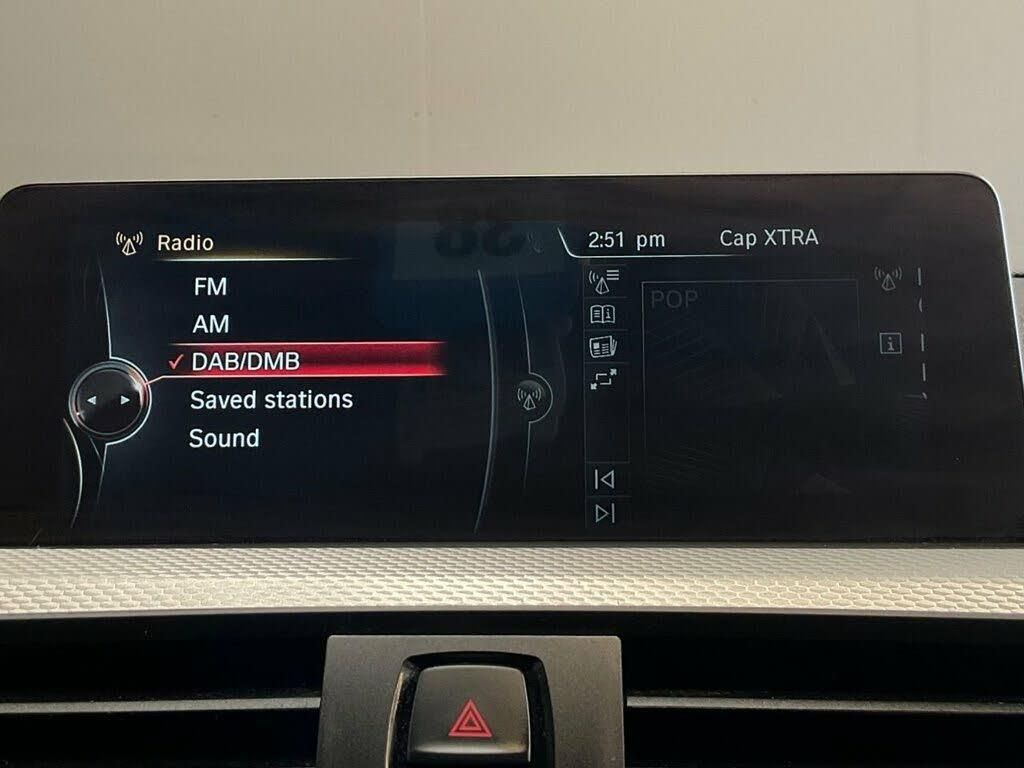 Radio
2:51 pm
Cap XTRA
FM
AM
DAB/DMB
Saved stations
Sound
POP